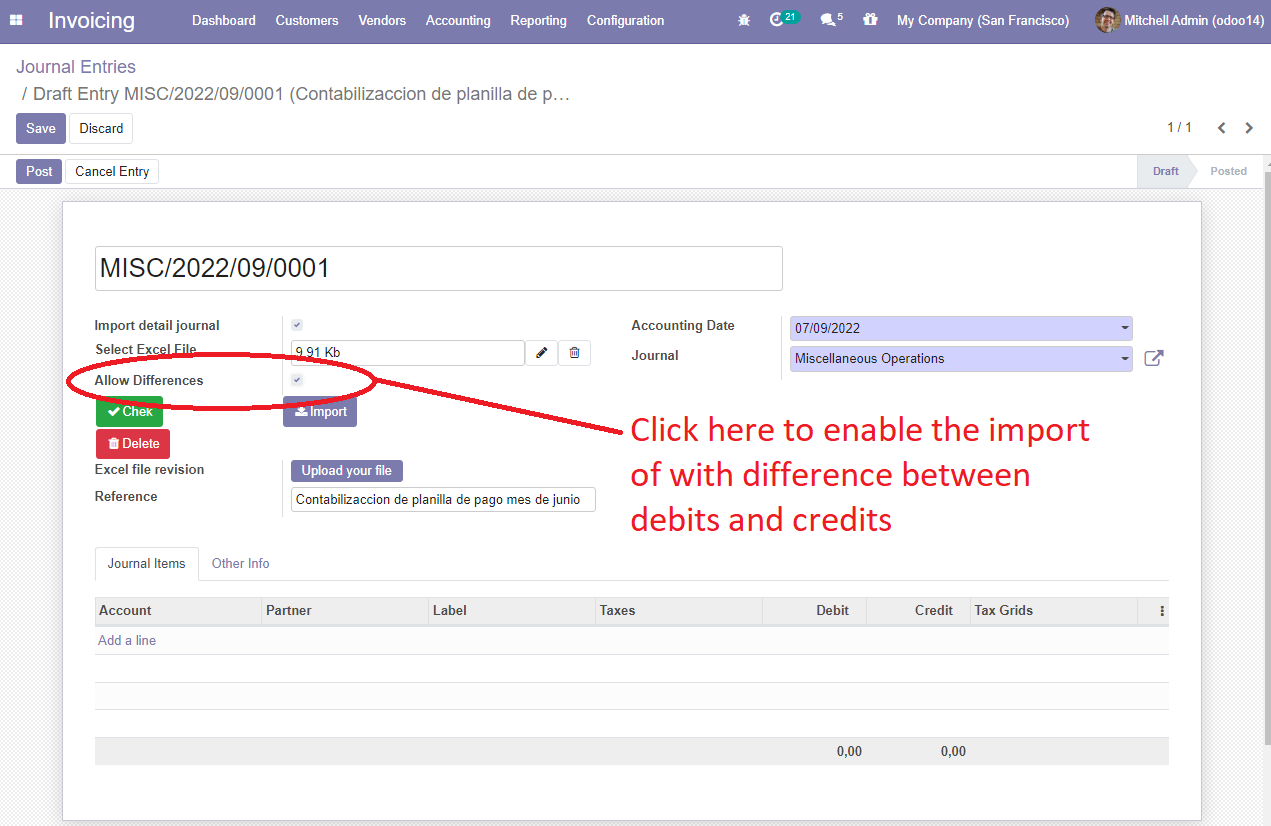 Invoicing
Dashboard Customers Vendors Accounting Reporting Configuration 21 5 My Company (San Francisco) Mitchell Admin (odoo14)
Journal Entries
/ Draft Entry MISC/2022/09/0001 (Contabilizaccion de planilla de p…
Save Discard 1 / 1
Post Cancel Entry Draft Posted
MISC/2022/09/0001
Import detail journal
Select Excel File 9.91 Kb
Allow Differences
Chek Import
Delete
Excel file revision Upload your file
Reference Contabilizaccion de planilla de pago mes de junio
Accounting Date 07/09/2022
Journal Miscellaneous Operations
Click here to enable the import
of with difference between
debits and credits
Journal Items Other Info
Account Partner Label Taxes Debit Credit Tax Grids
Add a line
0,00 0,00